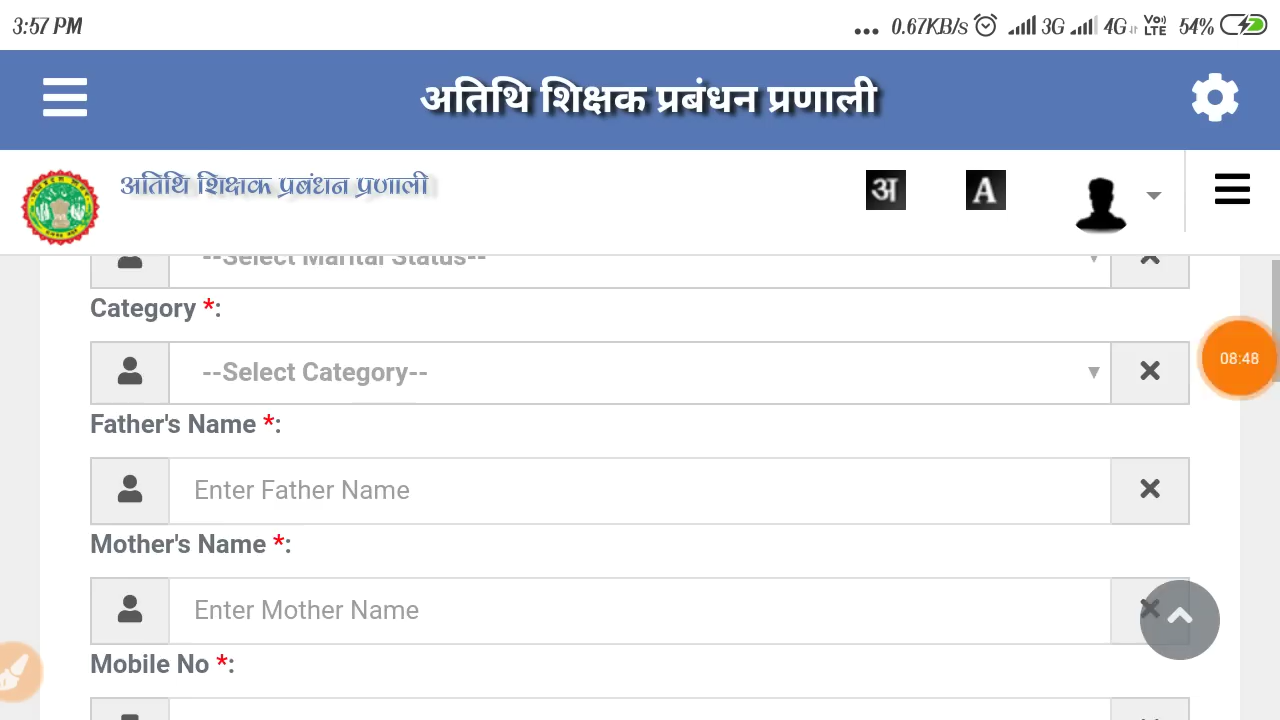 3:57 PM
... 0.67KB/s 3G 4G Vo)) LTE 54%
अतिथि शिक्षक प्रबंधन प्रणाली
अतिथि शिक्षक प्रबंधन प्रणाली
अ A
--Select Marital Status--
Category *:
--Select Category--
08:48
Father's Name *:
Enter Father Name
Mother's Name *:
Enter Mother Name
Mobile No *: